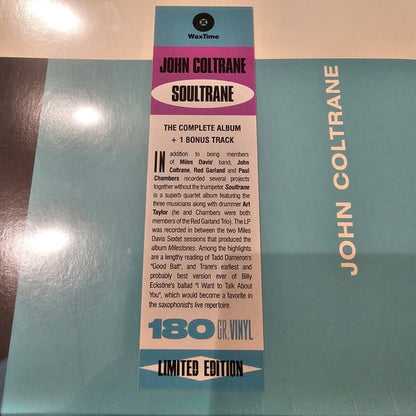 WaxTime
JOHN COLTRANE
SOULTRANE
THE COMPLETE ALBUM
+ 1 BONUS TRACK
IN addition to being members
of Miles Davis' band, John
Coltrane, Red Garland and Paul
Chambers recorded several projects
together without the trumpeter. Soultrane
is a superb quartet album featuring the
three musicians along with drummer Art
Taylor (he and Chambers were both
members of the Red Garland Trio). The LP
was recorded in between the two Miles
Davis Sextet sessions that produced the
album Milestones. Among the highlights
are a lengthy reading of Tadd Dameron's
"Good Bait", and Trane's earliest and
probably best version ever of Billy
Eckstine's ballad "I Want to Talk About
You", which would become a favorite in
the saxophonist's live repertoire.
180 GR. VINYL
LIMITED EDITION
JOHN COLTRANE